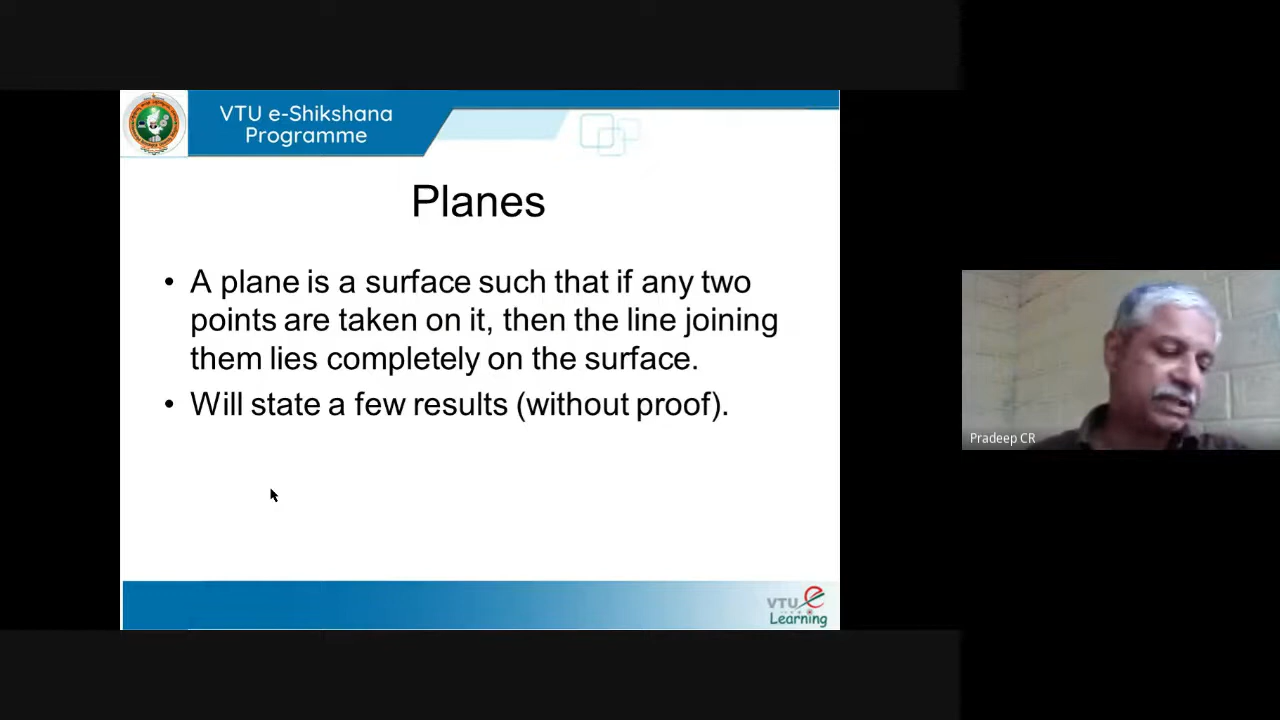 VTU e-Shikshana
Programme
Planes
• A plane is a surface such that if any two
points are taken on it, then the line joining
them lies completely on the surface.
• Will state a few results (without proof).
Pradeep CR
VTU e
Learning